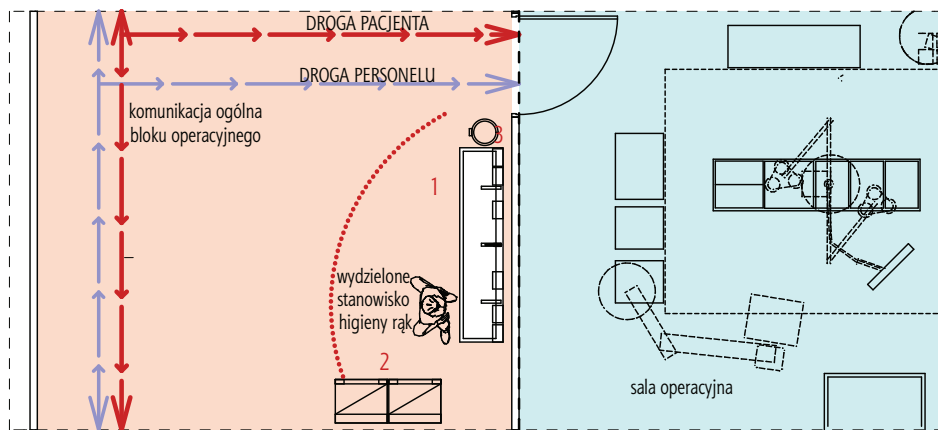 DROGA PACJENTA
DROGA PERSONELU
komunikacja ogólna
bloku operacyjnego
3
1
wydzielone
stanowisko
higieny rąk
2
sala operacyjna